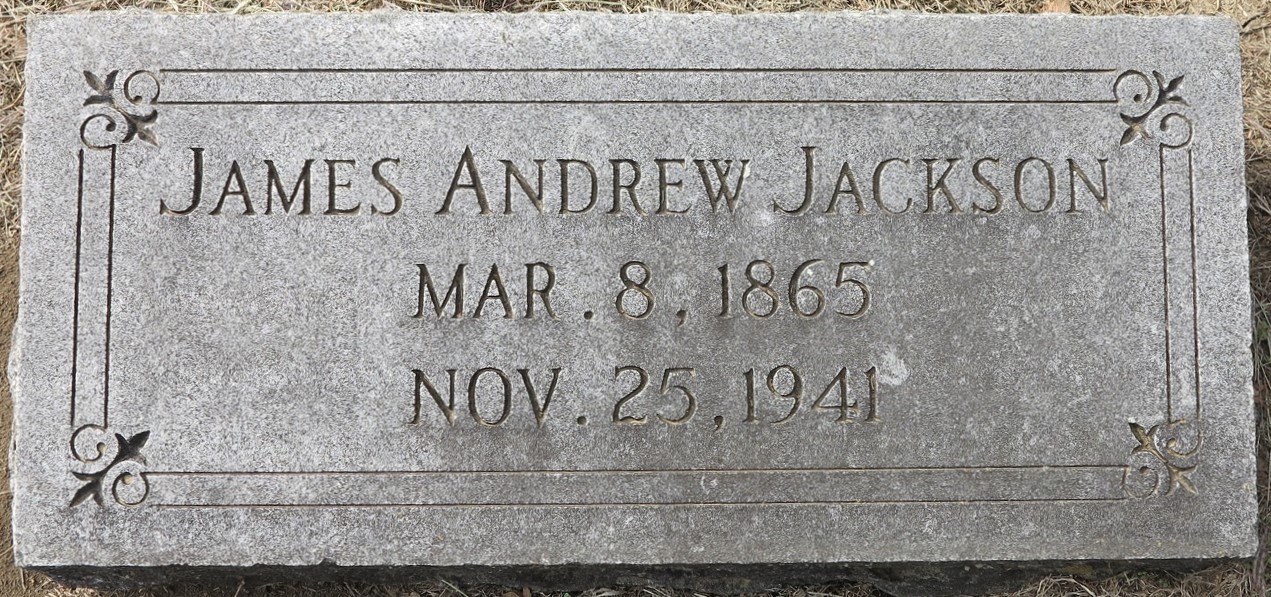 JAMES ANDREW JACKSON
MAR. 8, 1865
NOV. 25, 1941